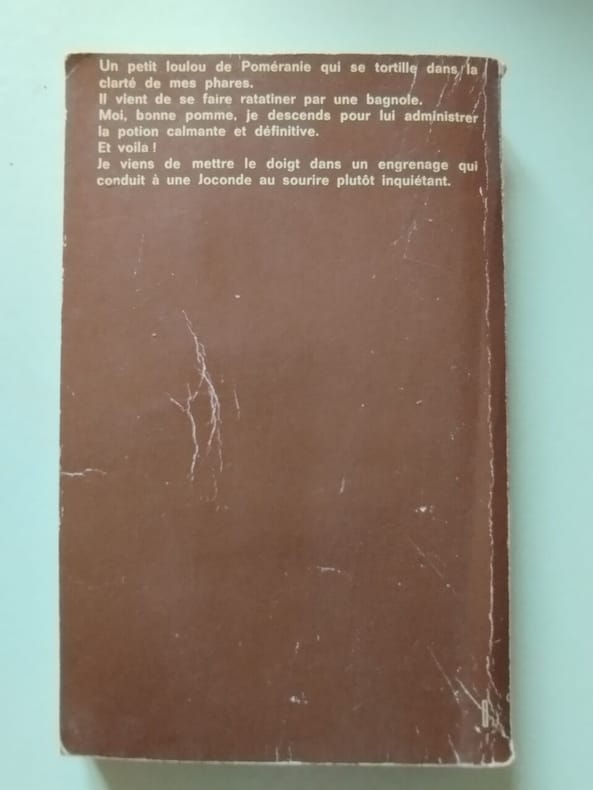 Un petit loulou de Poméranie qui se tortille dans la
clarté de mes phares.
Il vient de se faire ratatiner par une bagnole.
Moi, bonne pomme, je descends pour lui administrer
la potion calmante et définitive.
Et voila !
Je viens de mettre le doigt dans un engrenage qui
conduit à une Joconde au sourire plutôt inquiétant.